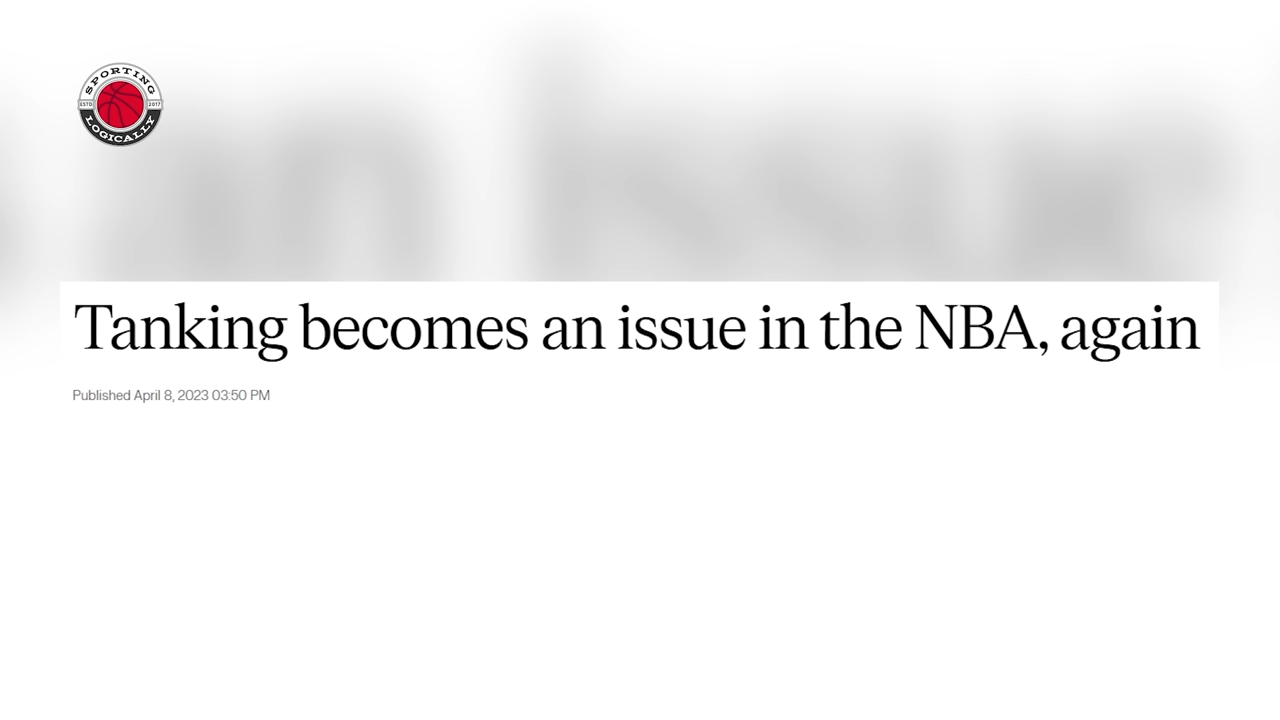 SPORTING
ESTD 2017
LOGICALLY
Tanking becomes an issue in the NBA, again
Published April 8, 2023 03:50 PM